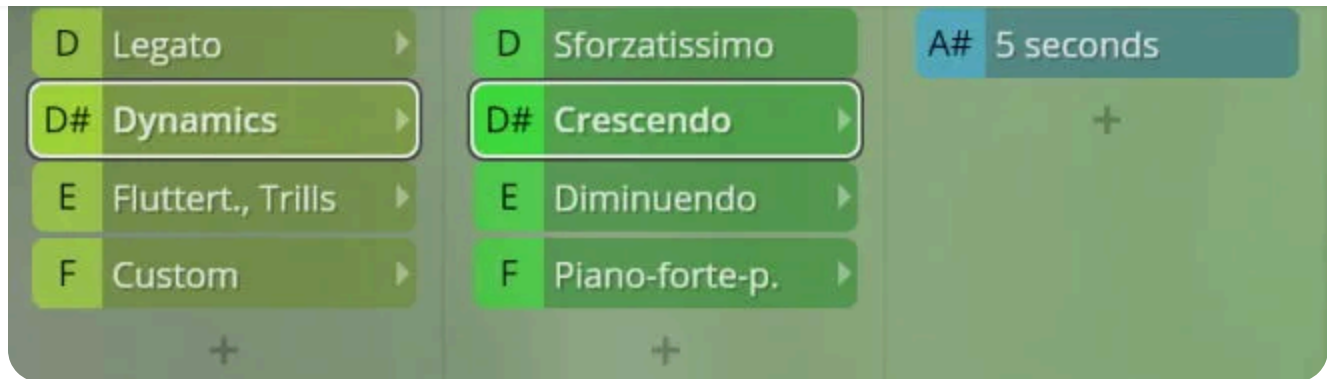 D Legato
D# Dynamics
E Fluttert., Trills
F Custom
+
D Sforzatissimo
D# Crescendo
E Diminuendo
F Piano-forte-p.
+
A# 5 seconds
+